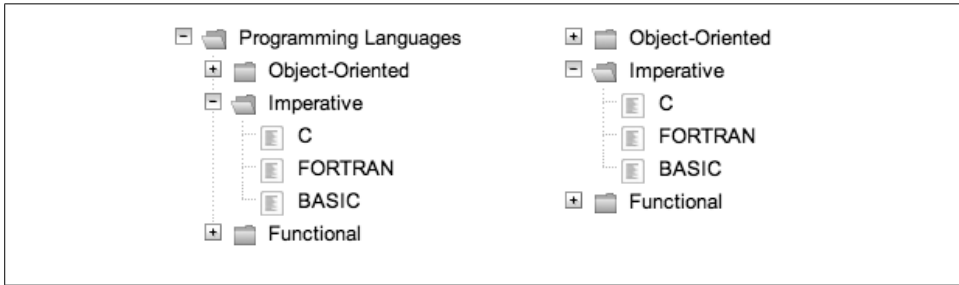 Programming Languages
Object-Oriented
Imperative
C
FORTRAN
BASIC
Functional
Object-Oriented
Imperative
C
FORTRAN
BASIC
Functional